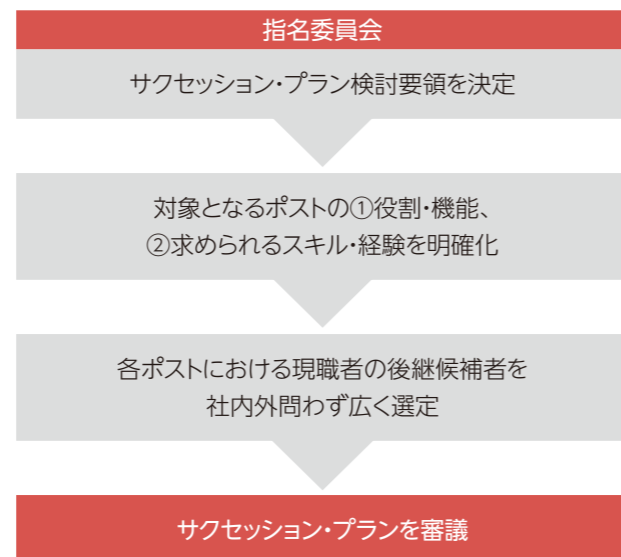 指名委員会
サクセッション・プラン検討要領を決定
対象となるポストの①役割・機能、
②求められるスキル・経験を明確化
各ポストにおける現職者の後継候補者を
社内外問わず広く選定
サクセッション・プランを審議